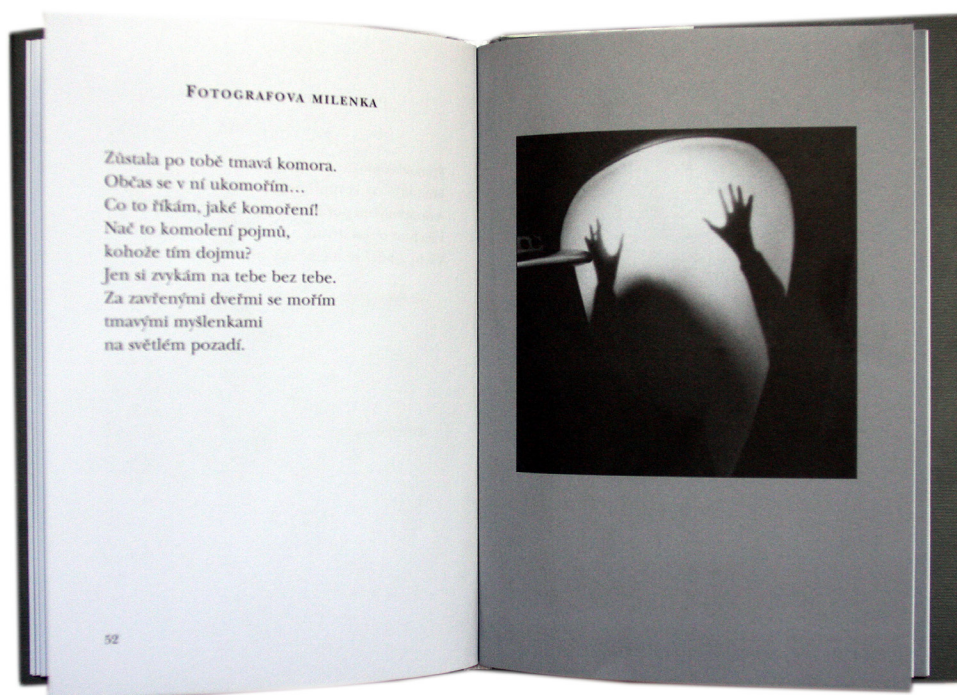 Fotografova milenka
Zůstala po tobě tmavá komora.
Občas se v ní ukomořím…
Co to říkám, jaké komoření!
Nač to komolení pojmů,
kohože tím dojmu?
Jen si zvykám na tebe bez tebe.
Za zavřenými dveřmi se mořím
tmavými myšlenkami
na světlém pozadí.
52